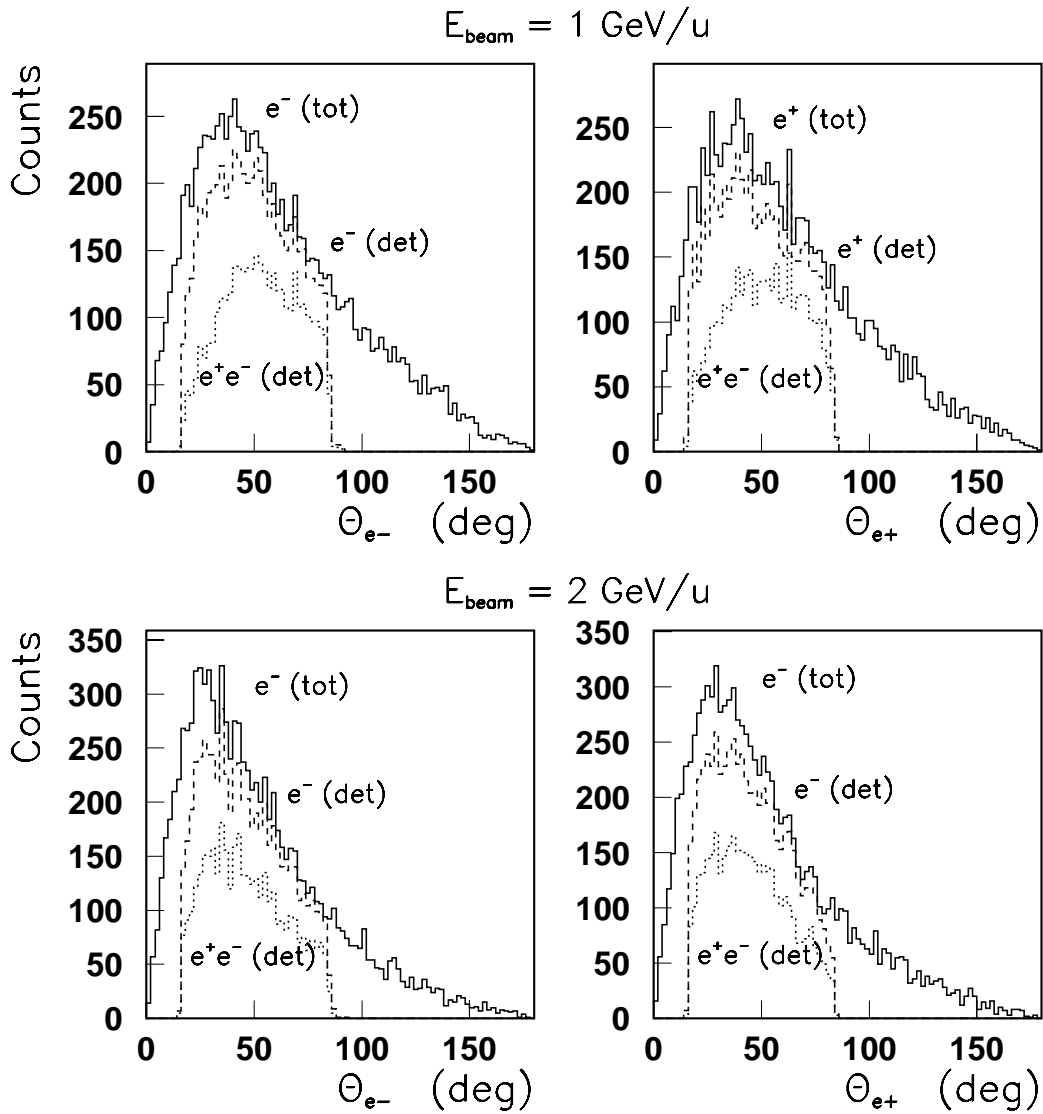 E_beam = 1 GeV/u
Counts
250
200
150
100
50
0
e⁻ (tot)
e⁻ (det)
e⁺e⁻ (det)
0 50 100 150
Θ_e− (deg)
250
200
150
100
50
0
e⁺ (tot)
e⁺ (det)
e⁺e⁻ (det)
0 50 100 150
Θ_e+ (deg)
E_beam = 2 GeV/u
Counts
350
300
250
200
150
100
50
0
e⁻ (tot)
e⁻ (det)
e⁺e⁻ (det)
0 50 100 150
Θ_e− (deg)
350
300
250
200
150
100
50
0
e⁻ (tot)
e⁻ (det)
e⁺e⁻ (det)
0 50 100 150
Θ_e+ (deg)